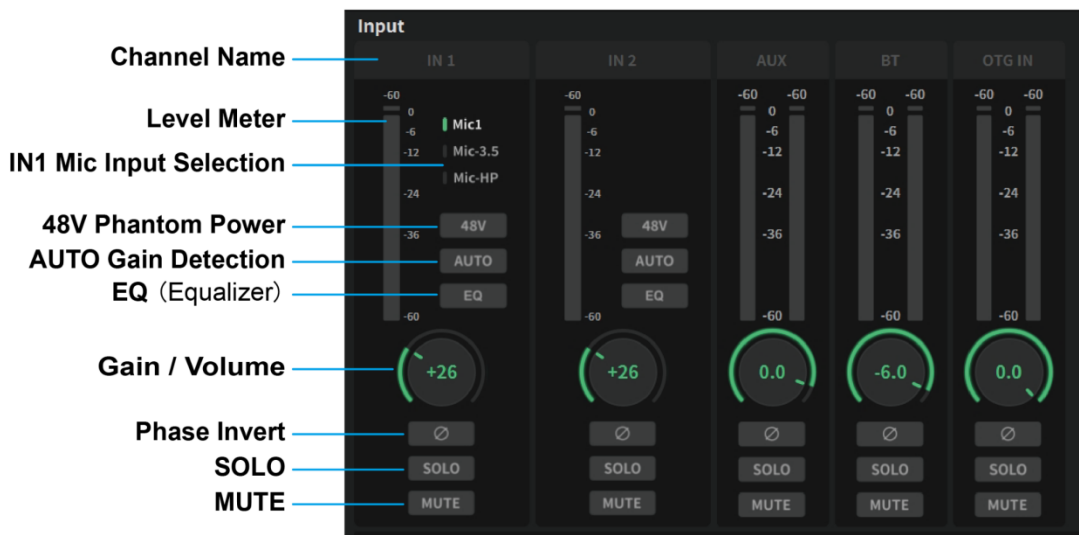 Input
Channel Name
IN 1
IN 2
AUX
BT
OTG IN
-60
-60
-60 -60
-60 -60
-60 -60
Level Meter
0
-6
-12
-24
-36
-60
Mic1
Mic-3.5
Mic-HP
0
-6
-12
-24
-36
-60
0
-6
-12
-24
-36
-60
0
-6
-12
-24
-36
-60
0
-6
-12
-24
-36
-60
IN1 Mic Input Selection
48V Phantom Power
48V
48V
AUTO Gain Detection
AUTO
AUTO
EQ（Equalizer）
EQ
EQ
Gain / Volume
+26
+26
0.0
-6.0
0.0
Phase Invert
∅
∅
∅
∅
∅
SOLO
SOLO
SOLO
SOLO
SOLO
SOLO
MUTE
MUTE
MUTE
MUTE
MUTE
MUTE